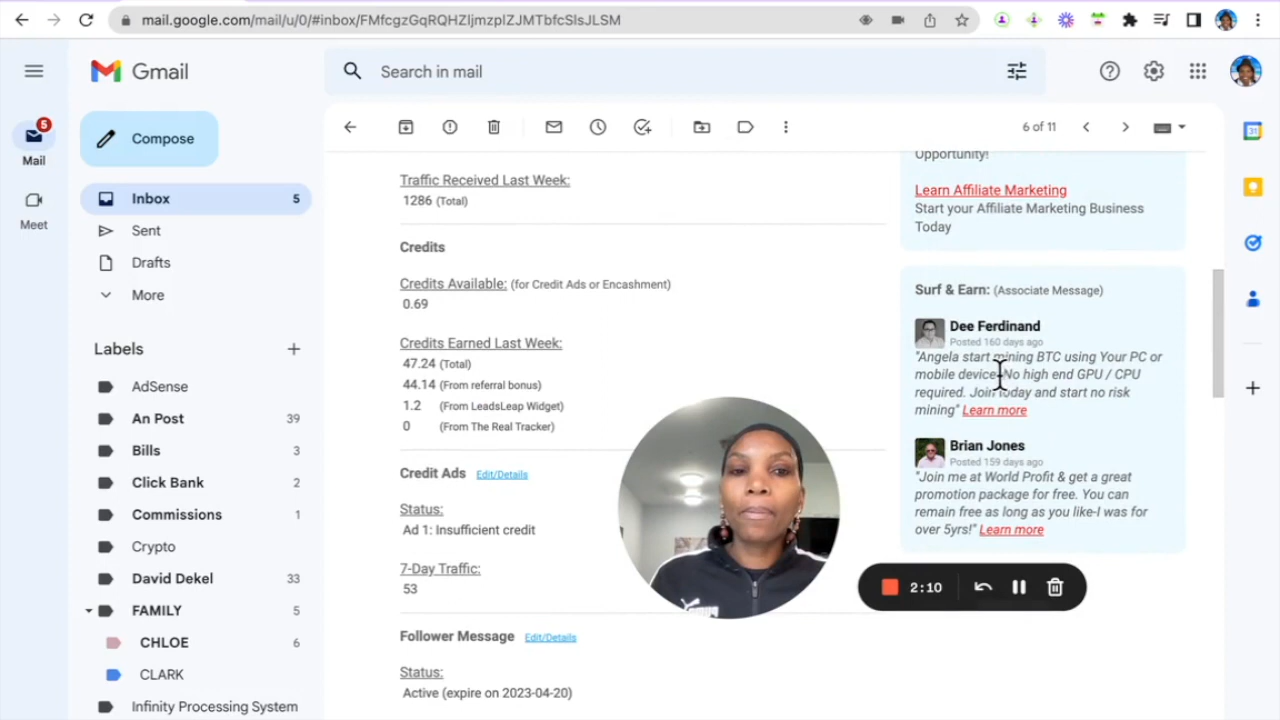 mail.google.com/mail/u/0/#inbox/FMfcgzGqRQHZljmzplZJMTbfcSlsJLSM
Gmail
Search in mail
5
Mail
Meet
Compose
Inbox 5
Sent
Drafts
More
Labels
AdSense
An Post 39
Bills 3
Click Bank 2
Commissions 1
Crypto
David Dekel 33
FAMILY 5
CHLOE 6
CLARK
Infinity Processing System
6 of 11
Traffic Received Last Week:
1286 (Total)
Credits
Credits Available: (for Credit Ads or Encashment)
0.69
Credits Earned Last Week:
47.24 (Total)
44.14 (From referral bonus)
1.2 (From LeadsLeap Widget)
0 (From The Real Tracker)
Credit Ads Edit/Details
Status:
Ad 1: Insufficient credit
7-Day Traffic:
53
Follower Message Edit/Details
Status:
Active (expire on 2023-04-20)
Opportunity!
Learn Affiliate Marketing
Start your Affiliate Marketing Business
Today
Surf & Earn: (Associate Message)
Dee Ferdinand
Posted 160 days ago
"Angela start mining BTC using Your PC or
mobile device. No high end GPU / CPU
required. Join today and start no risk
mining" Learn more
Brian Jones
Posted 159 days ago
"Join me at World Profit & get a great
promotion package for free. You can
remain free as long as you like-I was for
over 5yrs!" Learn more
2:10
31